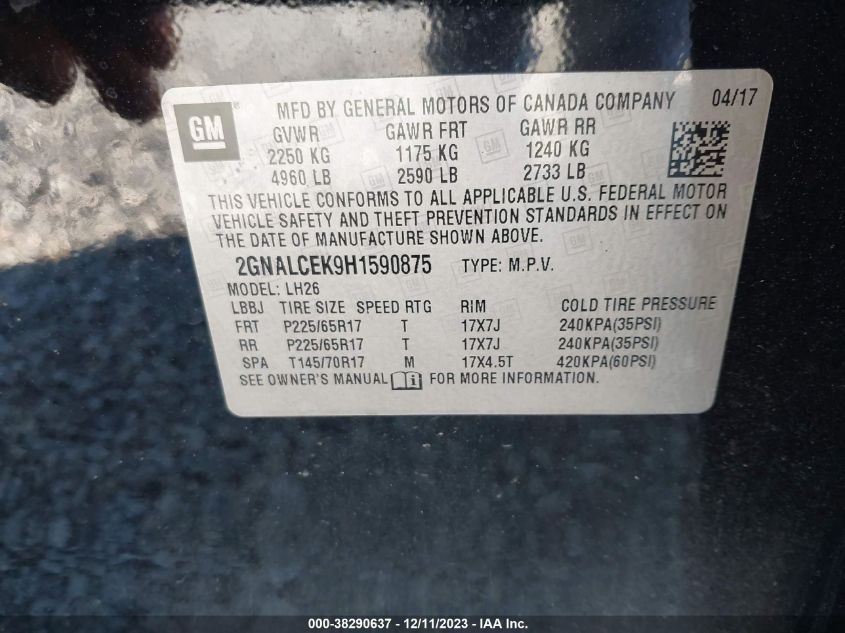 GM
MFD BY GENERAL MOTORS OF CANADA COMPANY 04/17
GVWR GAWR FRT GAWR RR
2250 KG 1175 KG 1240 KG
4960 LB 2590 LB 2733 LB
THIS VEHICLE CONFORMS TO ALL APPLICABLE U.S. FEDERAL MOTOR
VEHICLE SAFETY AND THEFT PREVENTION STANDARDS IN EFFECT ON
THE DATE OF MANUFACTURE SHOWN ABOVE.
2GNALCEK9H1590875 TYPE: M.P.V.
MODEL: LH26
LBBJ TIRE SIZE SPEED RTG RIM COLD TIRE PRESSURE
FRT P225/65R17 T 17X7J 240KPA(35PSI)
RR P225/65R17 T 17X7J 240KPA(35PSI)
SPA T145/70R17 M 17X4.5T 420KPA(60PSI)
SEE OWNER'S MANUAL FOR MORE INFORMATION.
000-38290637 - 12/11/2023 - IAA Inc.